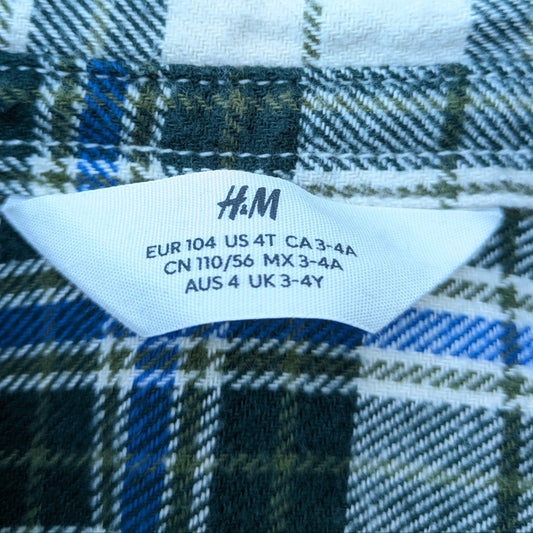 H&M
EUR 104 US 4T CA 3-4A
CN 110/56 MX 3-4A
AUS 4 UK 3-4Y